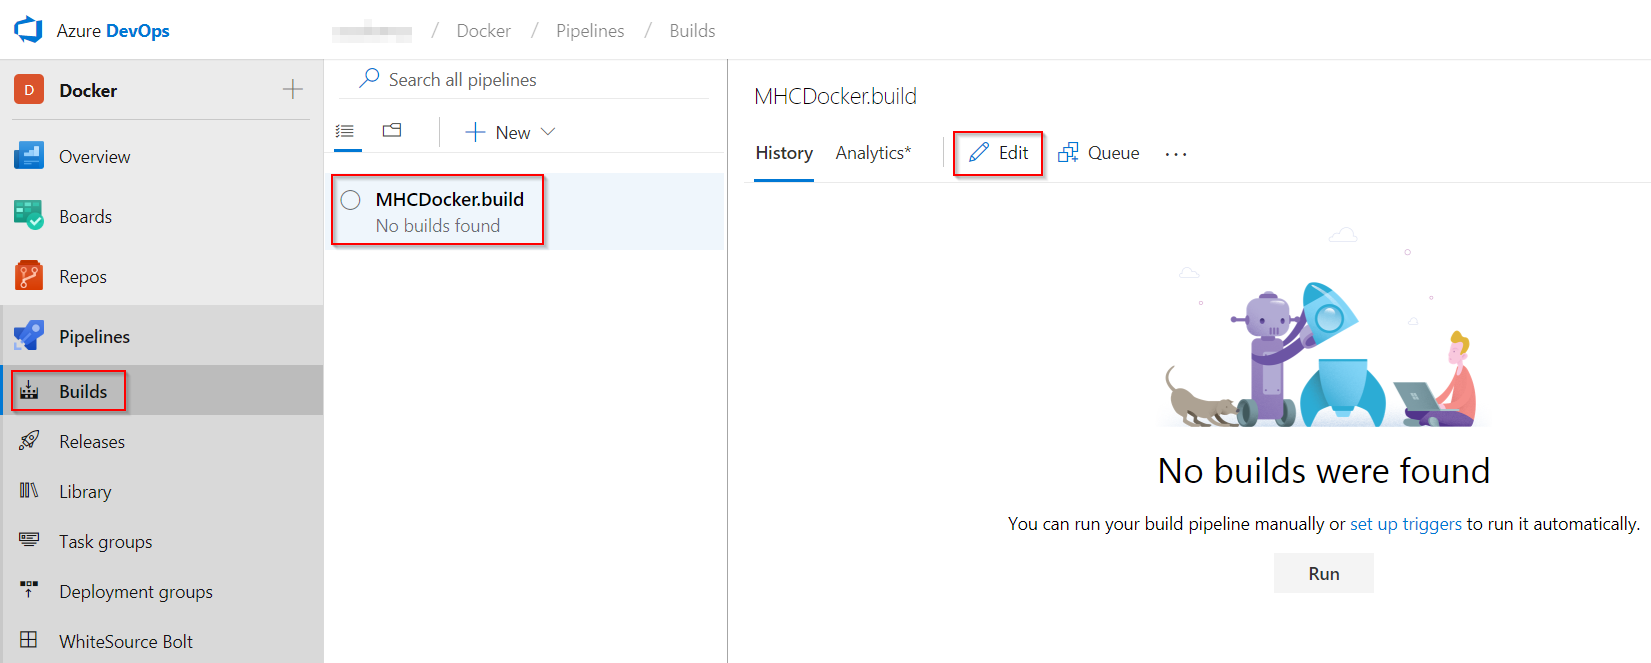 Azure DevOps
/ Docker / Pipelines / Builds
D Docker
Overview
Boards
Repos
Pipelines
Builds
Releases
Library
Task groups
Deployment groups
WhiteSource Bolt
Search all pipelines
New
MHCDocker.build
No builds found
MHCDocker.build
History Analytics* Edit Queue ...
No builds were found
You can run your build pipeline manually or set up triggers to run it automatically.
Run